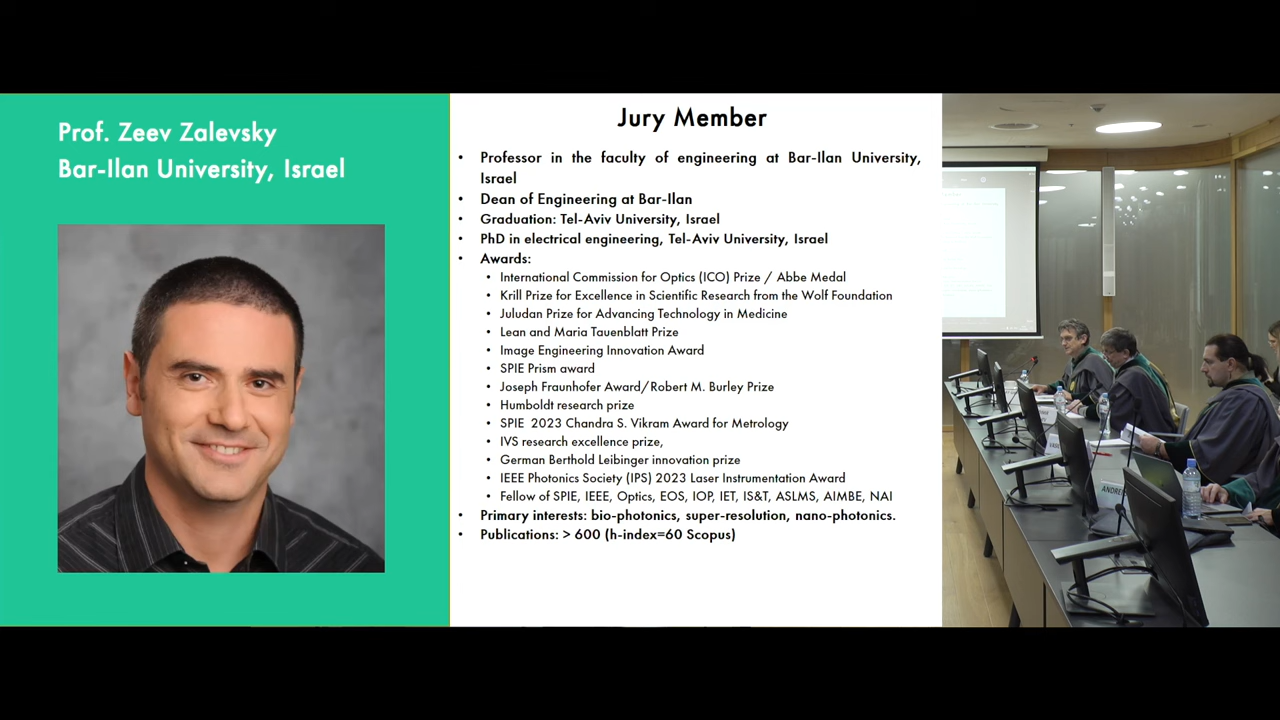 Prof. Zeev Zalevsky
Bar-Ilan University, Israel
Jury Member
• Professor in the faculty of engineering at Bar-Ilan University,
Israel
• Dean of Engineering at Bar-Ilan
• Graduation: Tel-Aviv University, Israel
• PhD in electrical engineering, Tel-Aviv University, Israel
• Awards:
• International Commission for Optics (ICO) Prize / Abbe Medal
• Krill Prize for Excellence in Scientific Research from the Wolf Foundation
• Juludan Prize for Advancing Technology in Medicine
• Lean and Maria Tauenblatt Prize
• Image Engineering Innovation Award
• SPIE Prism award
• Joseph Fraunhofer Award/Robert M. Burley Prize
• Humboldt research prize
• SPIE 2023 Chandra S. Vikram Award for Metrology
• IVS research excellence prize,
• German Berthold Leibinger innovation prize
• IEEE Photonics Society (IPS) 2023 Laser Instrumentation Award
• Fellow of SPIE, IEEE, Optics, EOS, IOP, IET, IS&T, ASLMS, AIMBE, NAI
• Primary interests: bio-photonics, super-resolution, nano-photonics.
• Publications: > 600 (h-index=60 Scopus)